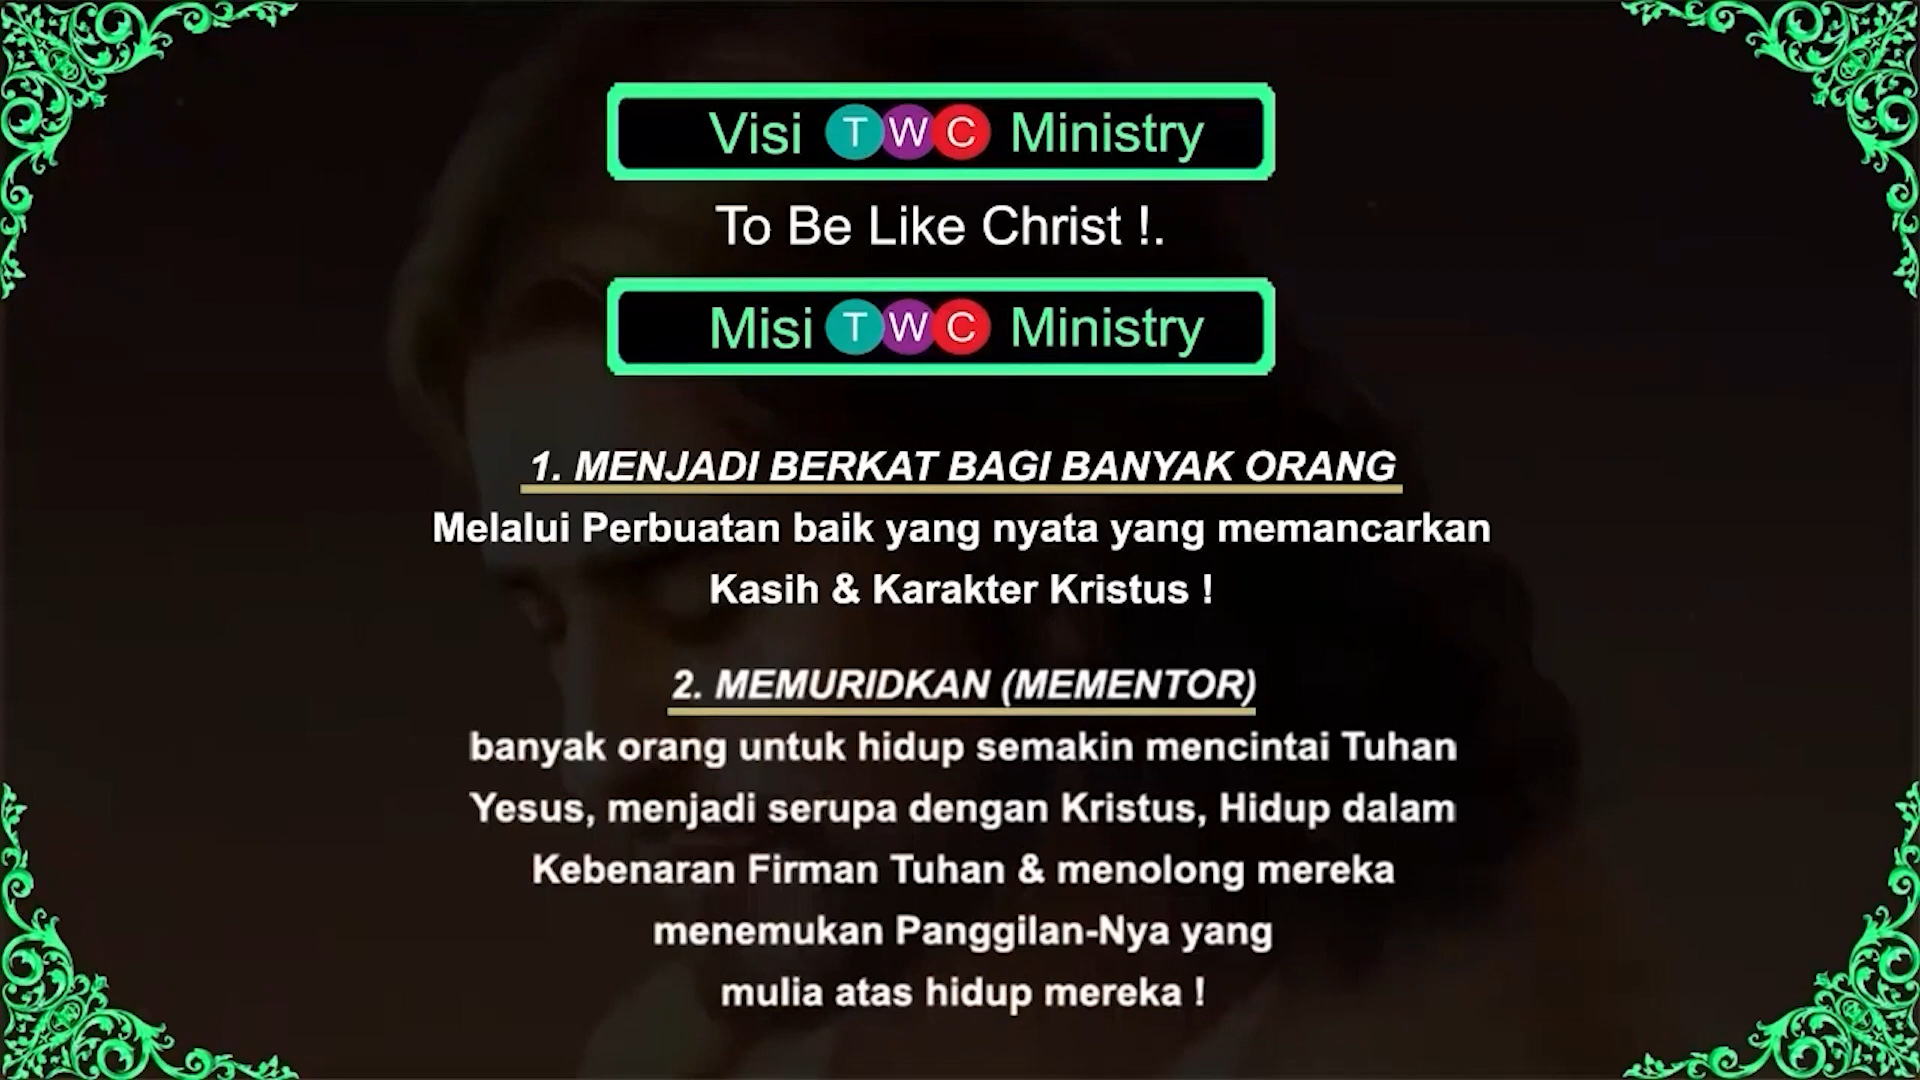 Visi TWC Ministry
To Be Like Christ !.
Misi TWC Ministry
1. MENJADI BERKAT BAGI BANYAK ORANG
Melalui Perbuatan baik yang nyata yang memancarkan
Kasih & Karakter Kristus !
2. MEMURIDKAN (MEMENTOR)
banyak orang untuk hidup semakin mencintai Tuhan
Yesus, menjadi serupa dengan Kristus, Hidup dalam
Kebenaran Firman Tuhan & menolong mereka
menemukan Panggilan-Nya yang
mulia atas hidup mereka !